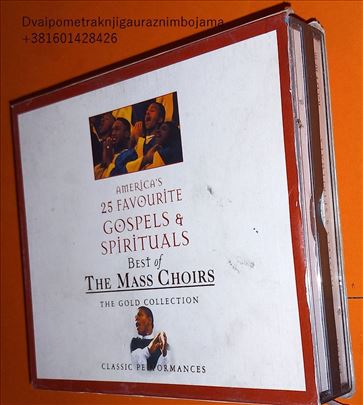 Dvaipometraknjigauraznimbojama
+381601428426
AMERICA'S
25 FAVOURITE
GOSPELS &
SPIRITUALS
Best of
THE MASS CHOIRS
THE GOLD COLLECTION
CLASSIC PERFORMANCES